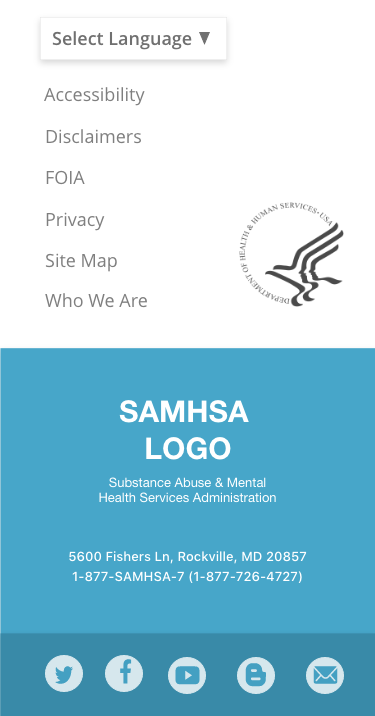 Select Language ▼
Accessibility
Disclaimers
FOIA
Privacy
Site Map
Who We Are
DEPARTMENT OF HEALTH & HUMAN SERVICES • USA
SAMHSA
LOGO
Substance Abuse & Mental
Health Services Administration
5600 Fishers Ln, Rockville, MD 20857
1-877-SAMHSA-7 (1-877-726-4727)